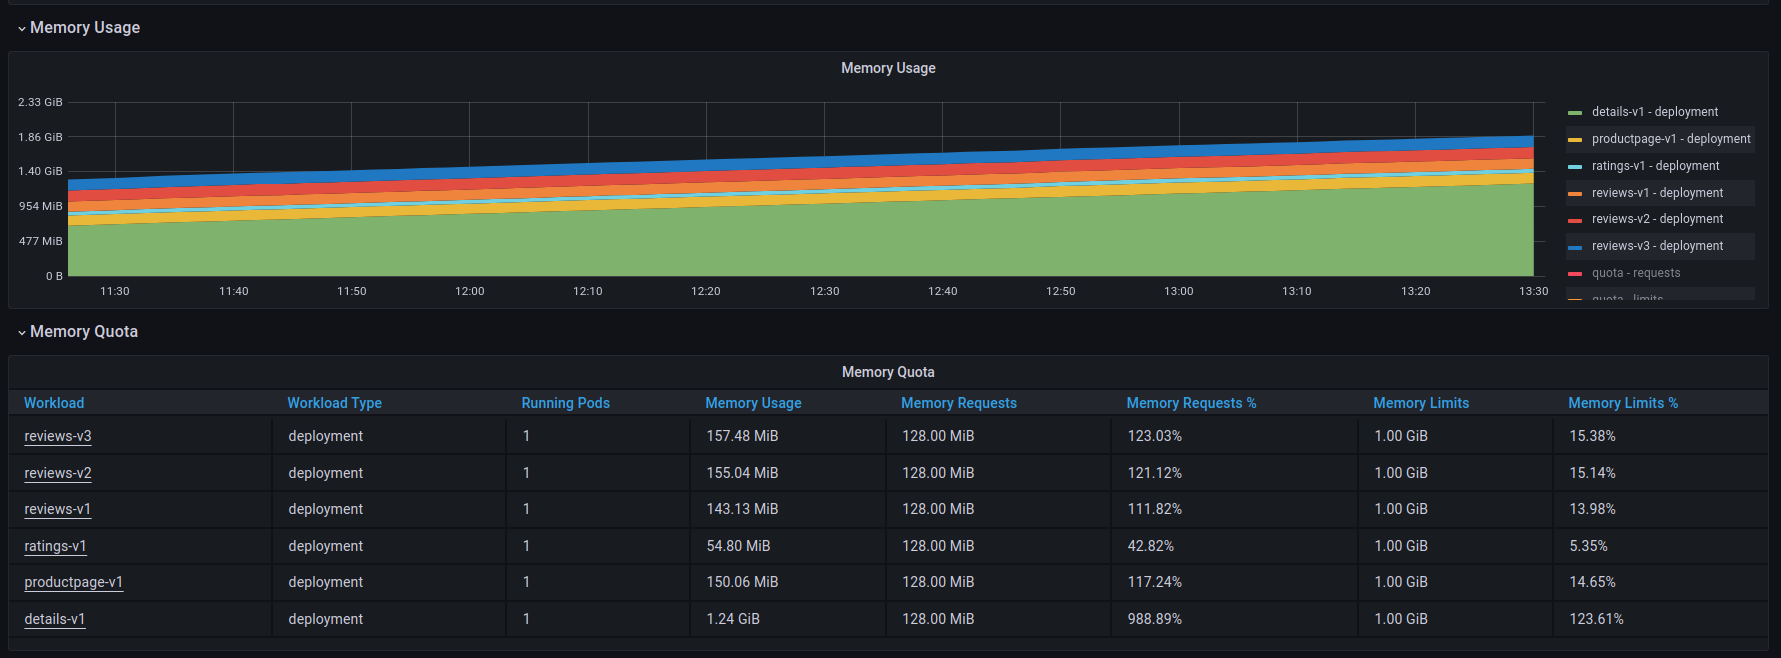 Memory Usage
Memory Usage
2.33 GiB
1.86 GiB
1.40 GiB
954 MiB
477 MiB
0 B
11:30 11:40 11:50 12:00 12:10 12:20 12:30 12:40 12:50 13:00 13:10 13:20 13:30
details-v1 - deployment
productpage-v1 - deployment
ratings-v1 - deployment
reviews-v1 - deployment
reviews-v2 - deployment
reviews-v3 - deployment
quota - requests
quota - limits
Memory Quota
Memory Quota
Workload Workload Type Running Pods Memory Usage Memory Requests Memory Requests % Memory Limits Memory Limits %
reviews-v3 deployment 1 157.48 MiB 128.00 MiB 123.03% 1.00 GiB 15.38%
reviews-v2 deployment 1 155.04 MiB 128.00 MiB 121.12% 1.00 GiB 15.14%
reviews-v1 deployment 1 143.13 MiB 128.00 MiB 111.82% 1.00 GiB 13.98%
ratings-v1 deployment 1 54.80 MiB 128.00 MiB 42.82% 1.00 GiB 5.35%
productpage-v1 deployment 1 150.06 MiB 128.00 MiB 117.24% 1.00 GiB 14.65%
details-v1 deployment 1 1.24 GiB 128.00 MiB 988.89% 1.00 GiB 123.61%